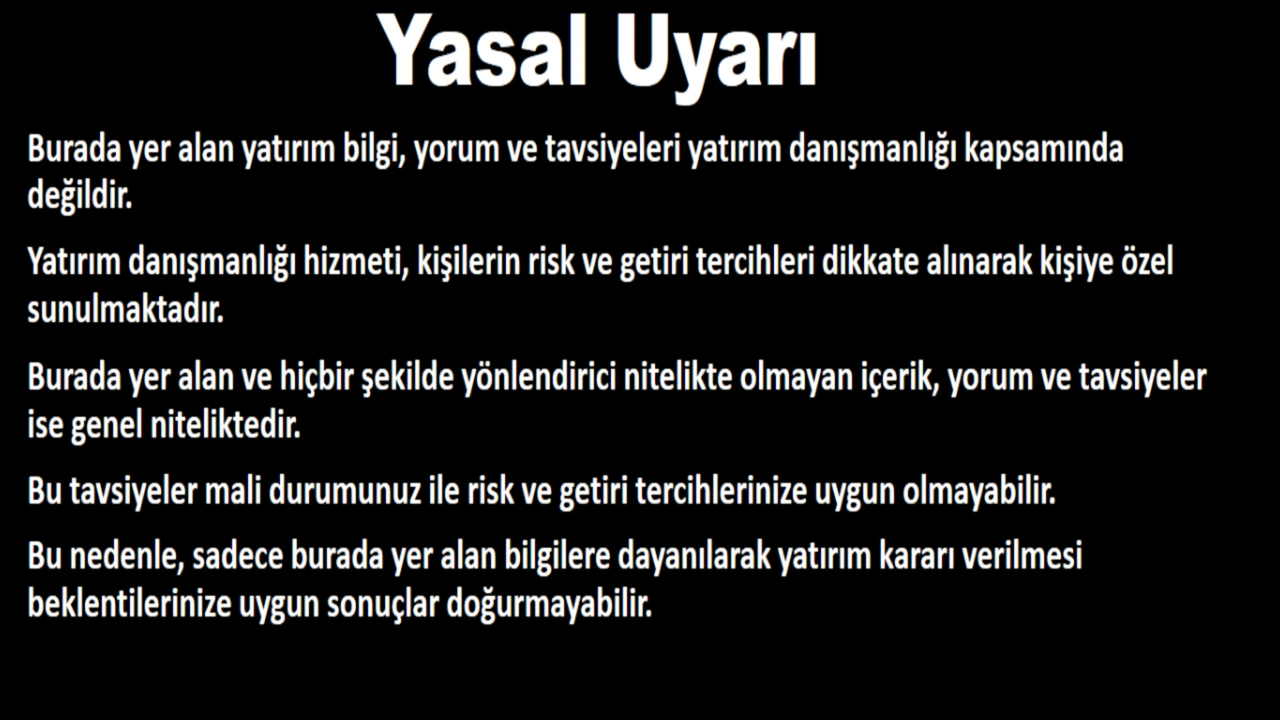 Yasal Uyarı
Burada yer alan yatırım bilgi, yorum ve tavsiyeleri yatırım danışmanlığı kapsamında
değildir.
Yatırım danışmanlığı hizmeti, kişilerin risk ve getiri tercihleri dikkate alınarak kişiye özel
sunulmaktadır.
Burada yer alan ve hiçbir şekilde yönlendirici nitelikte olmayan içerik, yorum ve tavsiyeler
ise genel niteliktedir.
Bu tavsiyeler mali durumunuz ile risk ve getiri tercihlerinize uygun olmayabilir.
Bu nedenle, sadece burada yer alan bilgilere dayanılarak yatırım kararı verilmesi
beklentilerinize uygun sonuçlar doğurmayabilir.